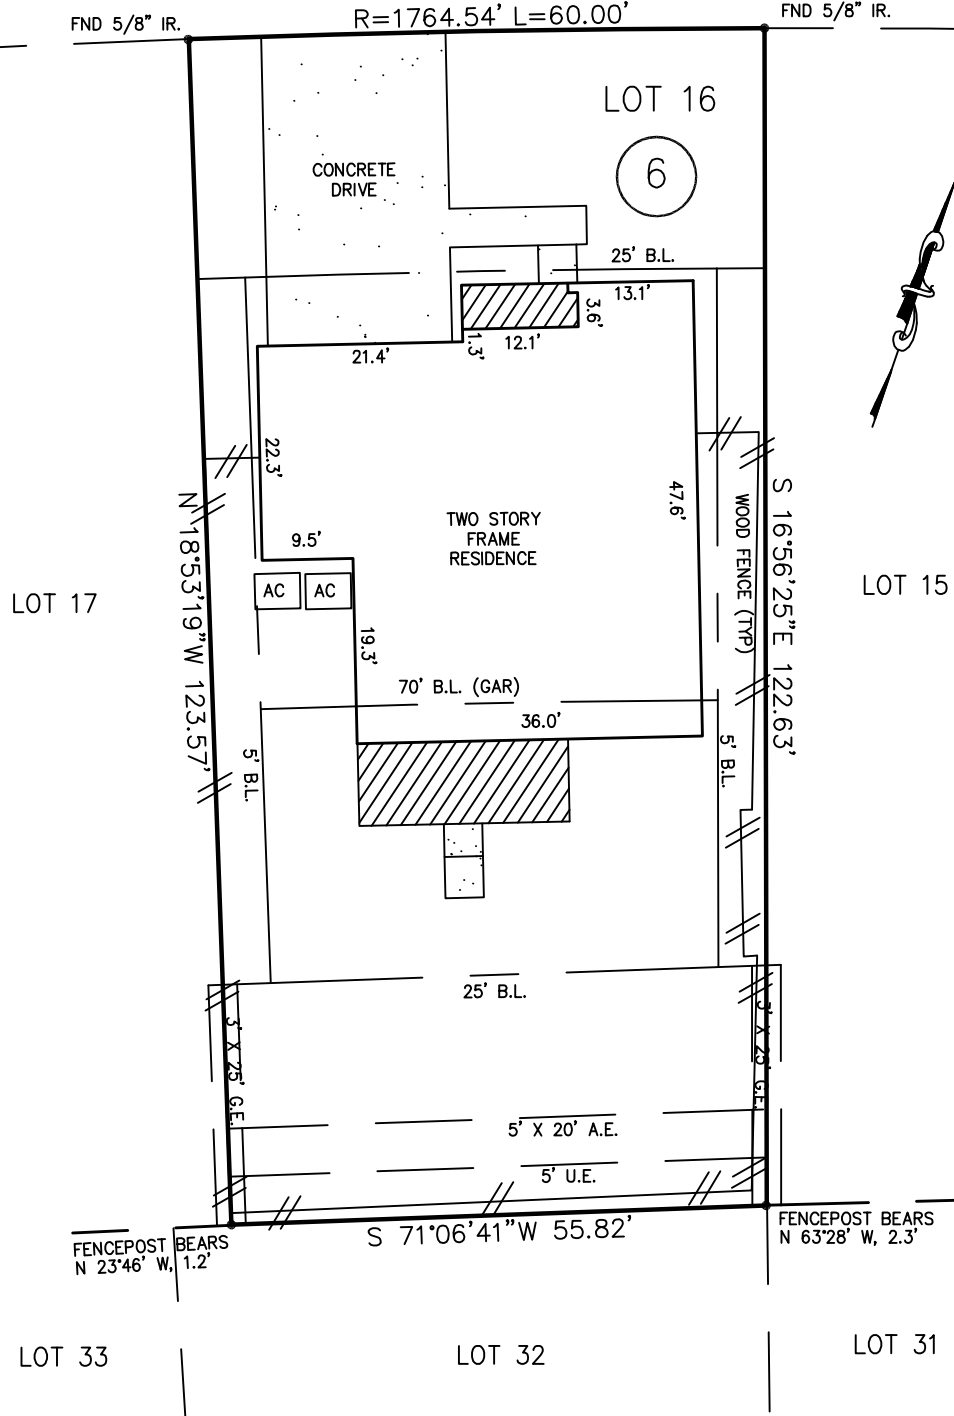 FND 5/8" IR.
R=1764.54' L=60.00'
FND 5/8" IR.
LOT 16
6
CONCRETE
DRIVE
25' B.L.
13.1'
3.6'
1.3'
12.1'
21.4'
22.3'
47.6'
9.5'
TWO STORY
FRAME
RESIDENCE
WOOD FENCE (TYP)
S 16°56'25"E 122.63'
N 18°53'19"W 123.57'
LOT 17
LOT 15
AC
AC
19.3'
70' B.L. (GAR)
36.0'
5' B.L.
5' B.L.
25' B.L.
3' X 25' G.E.
3' X 25' G.E.
5' X 20' A.E.
5' U.E.
S 71°06'41"W 55.82'
FENCEPOST BEARS
N 23°46' W, 1.2'
FENCEPOST BEARS
N 63°28' W, 2.3'
LOT 33
LOT 32
LOT 31